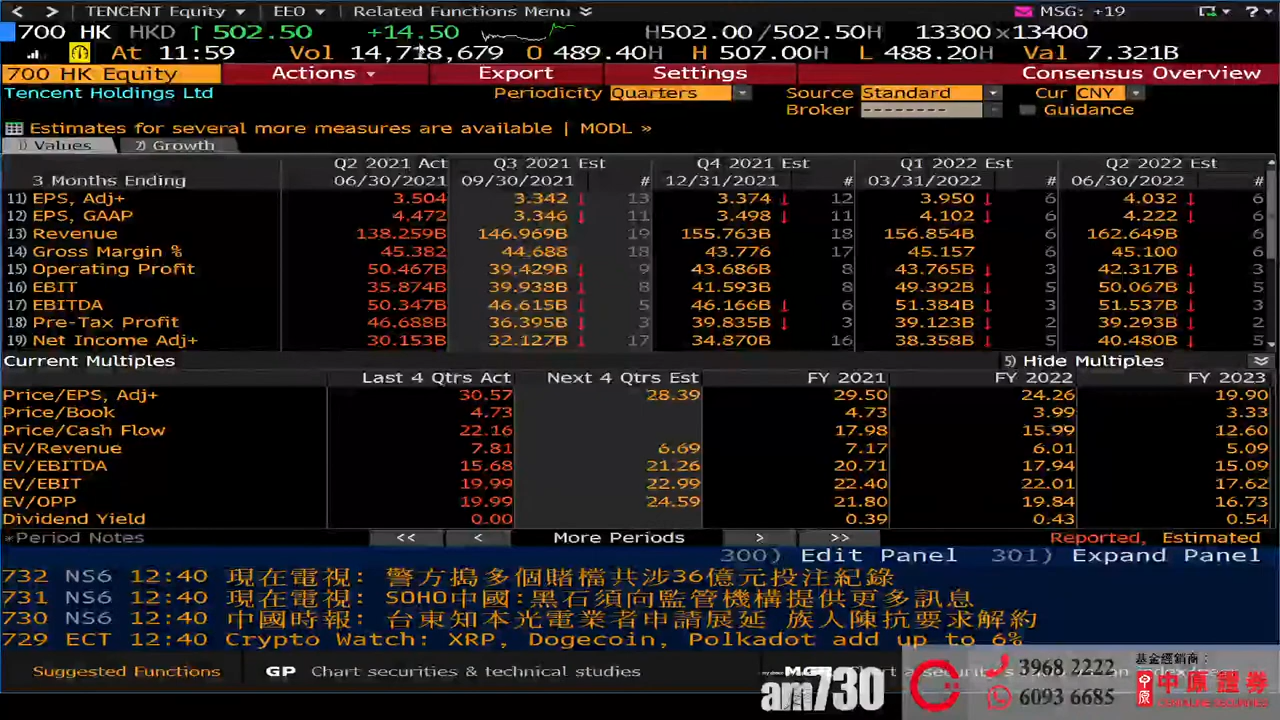 < > TENCENT Equity EEO Related Functions Menu MSG: +19 ?
700 HK HKD ↑ 502.50 +14.50 H502.00/502.50H 13300×13400
At 11:59 Vol 14,718,679 O 489.40H H 507.00H L 488.20H Val 7.321B
700 HK Equity Actions Export Settings Consensus Overview
Tencent Holdings Ltd Periodicity Quarters Source Standard Cur CNY
Broker -------- Guidance
Estimates for several more measures are available | MODL »
1) Values 2) Growth
Q2 2021 Act Q3 2021 Est Q4 2021 Est Q1 2022 Est Q2 2022 Est
3 Months Ending 06/30/2021 09/30/2021 # 12/31/2021 # 03/31/2022 # 06/30/2022 #
11) EPS, Adj+ 3.504 3.342 ↓ 13 3.374 ↓ 12 3.950 ↓ 6 4.032 ↓ 6
12) EPS, GAAP 4.472 3.346 ↓ 11 3.498 ↓ 11 4.102 ↓ 6 4.222 ↓ 6
13) Revenue 138.259B 146.969B 19 155.763B 18 156.854B 6 162.649B 6
14) Gross Margin % 45.382 44.688 18 43.776 17 45.157 6 45.100 6
15) Operating Profit 50.467B 39.429B ↓ 9 43.686B 8 43.765B ↓ 3 42.317B ↓ 3
16) EBIT 35.874B 39.938B ↓ 8 41.593B 8 49.392B ↓ 5 50.067B ↓ 5
17) EBITDA 50.347B 46.615B ↓ 5 46.166B ↓ 6 51.384B ↓ 3 51.537B ↓ 3
18) Pre-Tax Profit 46.688B 36.395B ↓ 3 39.835B ↓ 3 39.123B ↓ 2 39.293B ↓ 2
19) Net Income Adj+ 30.153B 32.127B ↓ 17 34.870B 16 38.358B ↓ 5 40.480B ↓ 5
Current Multiples 5) Hide Multiples
Last 4 Qtrs Act Next 4 Qtrs Est FY 2021 FY 2022 FY 2023
Price/EPS, Adj+ 30.57 28.39 29.50 24.26 19.90
Price/Book 4.73 4.73 3.99 3.33
Price/Cash Flow 22.16 17.98 15.99 12.60
EV/Revenue 7.81 6.69 7.17 6.01 5.09
EV/EBITDA 15.68 21.26 20.71 17.94 15.09
EV/EBIT 19.99 22.99 22.40 22.01 17.62
EV/OPP 19.99 24.59 21.80 19.84 16.73
Dividend Yield 0.00 0.39 0.43 0.54
Period Notes << < More Periods > >> Reported, Estimated
300) Edit Panel 301) Expand Panel
732 NS6 12:40 現在電視: 警方搗多個賭檔共涉36億元投注紀錄
731 NS6 12:40 現在電視: SOHO中國:黑石須向監管機構提供更多訊息
730 NS6 12:40 中國時報: 台東知本光電業者申請展延 族人陳抗要求解約
729 ECT 12:40 Crypto Watch: XRP, Dogecoin, Polkadot add up to 6%
Suggested Functions GP Chart securities & technical studies
am730
3968 2222
6093 6685
基金經銷商：
中原證券